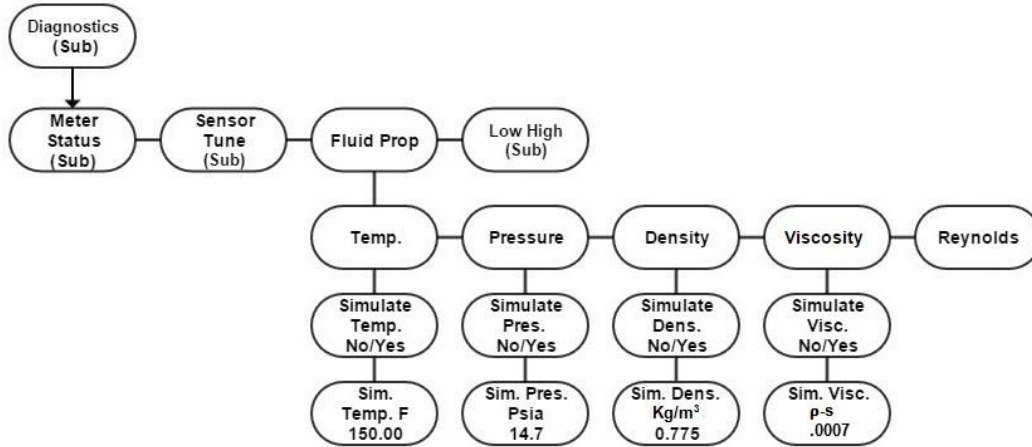 Diagnostics
(Sub)
Meter
Status
(Sub)
Sensor
Tune
(Sub)
Fluid Prop
Low High
(Sub)
Temp.
Pressure
Density
Viscosity
Reynolds
Simulate
Temp.
No/Yes
Simulate
Pres.
No/Yes
Simulate
Dens.
No/Yes
Simulate
Visc.
No/Yes
Sim.
Temp. F
150.00
Sim. Pres.
Psia
14.7
Sim. Dens.
Kg/m³
0.775
Sim. Visc.
ρ-s
.0007